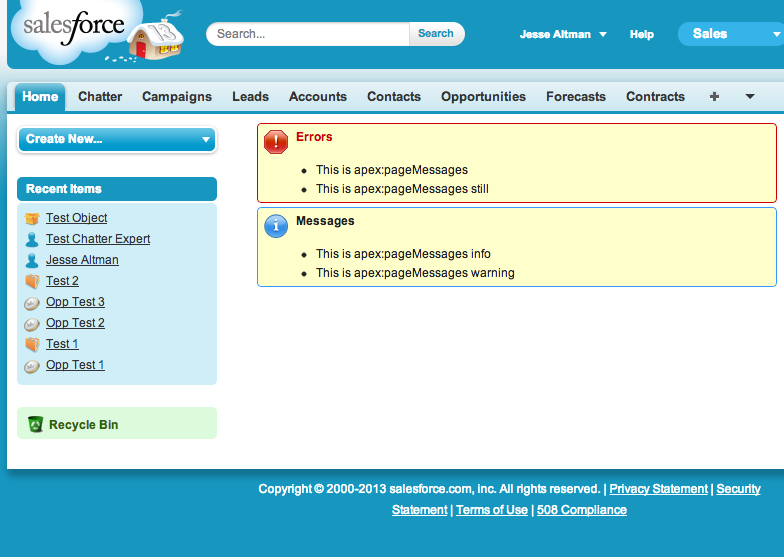 salesforce
13
Search...
Search
Jesse Altman
Help
Sales
Home
Chatter
Campaigns
Leads
Accounts
Contacts
Opportunities
Forecasts
Contracts
Create New...
Recent Items
Test Object
Test Chatter Expert
Jesse Altman
Test 2
Opp Test 3
Opp Test 2
Test 1
Opp Test 1
Recycle Bin
Errors
This is apex:pageMessages
This is apex:pageMessages still
Messages
This is apex:pageMessages info
This is apex:pageMessages warning
Copyright © 2000-2013 salesforce.com, inc. All rights reserved. | Privacy Statement | Security
Statement | Terms of Use | 508 Compliance